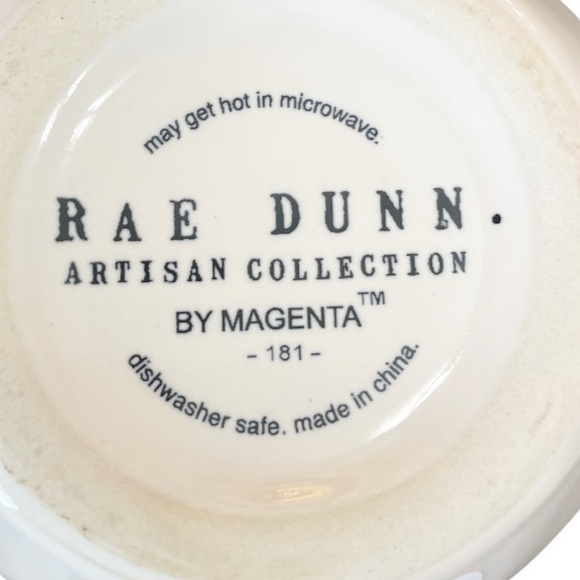 may get hot in microwave.
RAE DUNN.
ARTISAN COLLECTION
BY MAGENTA™
- 181 -
dishwasher safe. made in china.